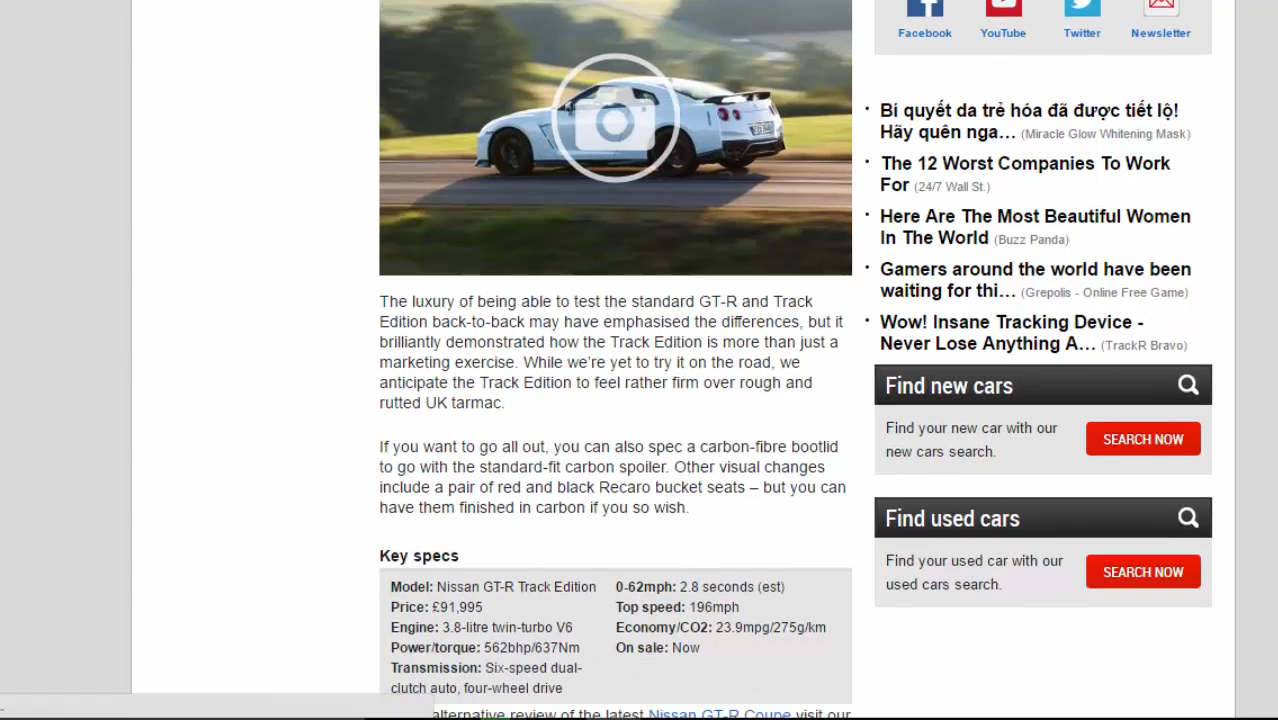 Facebook YouTube Twitter Newsletter
Bí quyết da trẻ hóa đã được tiết lộ!
Hãy quên nga… (Miracle Glow Whitening Mask)
The 12 Worst Companies To Work
For (24/7 Wall St.)
Here Are The Most Beautiful Women
In The World (Buzz Panda)
Gamers around the world have been
waiting for thi… (Grepolis - Online Free Game)
Wow! Insane Tracking Device -
Never Lose Anything A… (TrackR Bravo)
The luxury of being able to test the standard GT-R and Track
Edition back-to-back may have emphasised the differences, but it
brilliantly demonstrated how the Track Edition is more than just a
marketing exercise. While we’re yet to try it on the road, we
anticipate the Track Edition to feel rather firm over rough and
rutted UK tarmac.
If you want to go all out, you can also spec a carbon-fibre bootlid
to go with the standard-fit carbon spoiler. Other visual changes
include a pair of red and black Recaro bucket seats – but you can
have them finished in carbon if you so wish.
Find new cars
Find your new car with our
new cars search.
SEARCH NOW
Find used cars
Find your used car with our
used cars search.
SEARCH NOW
Key specs
Model: Nissan GT-R Track Edition
Price: £91,995
Engine: 3.8-litre twin-turbo V6
Power/torque: 562bhp/637Nm
Transmission: Six-speed dual-
clutch auto, four-wheel drive
0-62mph: 2.8 seconds (est)
Top speed: 196mph
Economy/CO2: 23.9mpg/275g/km
On sale: Now
alternative review of the latest Nissan GT-R Coupe visit our